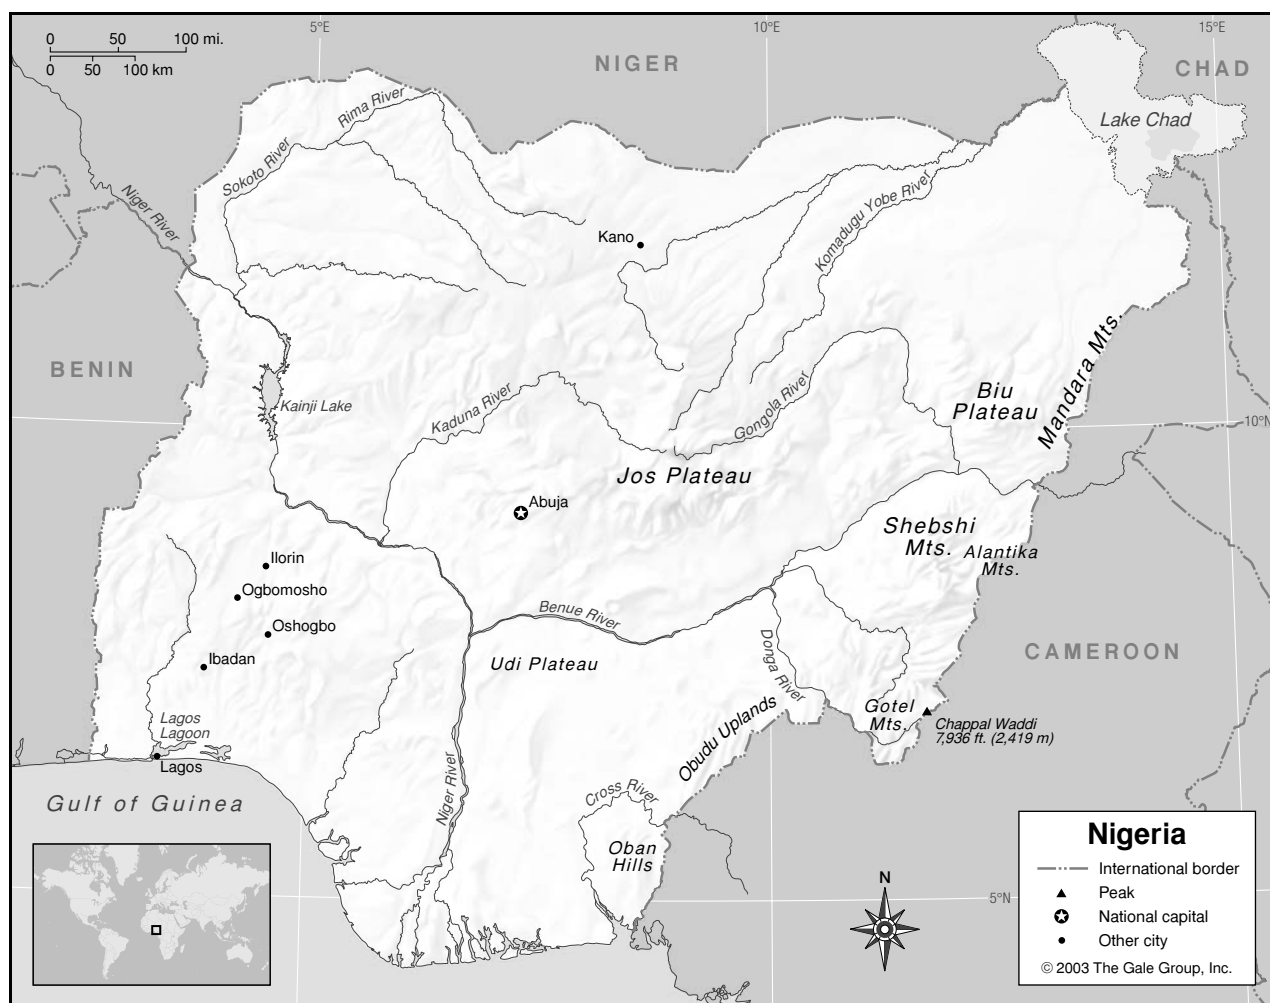 5°E
10°E
15°E
0 50 100 mi.
0 50 100 km
NIGER
CHAD
Lake Chad
Rima River
Sokoto River
Niger River
Kano
Komadugu Yobe River
BENIN
Kainji Lake
Kaduna River
Gongola River
Biu
Plateau
Mandara Mts.
10°N
Jos Plateau
Abuja
Shebshi
Mts.
Alantika
Mts.
Ilorin
Ogbomosho
Oshogbo
Ibadan
Benue River
Udi Plateau
Donga River
CAMEROON
Gotel
Mts.
Chappal Waddi
7,936 ft. (2,419 m)
Obudu Uplands
Lagos
Lagoon
Lagos
Gulf of Guinea
Niger River
Cross River
Oban
Hills
5°N
N
Nigeria
International border
Peak
National capital
Other city
© 2003 The Gale Group, Inc.